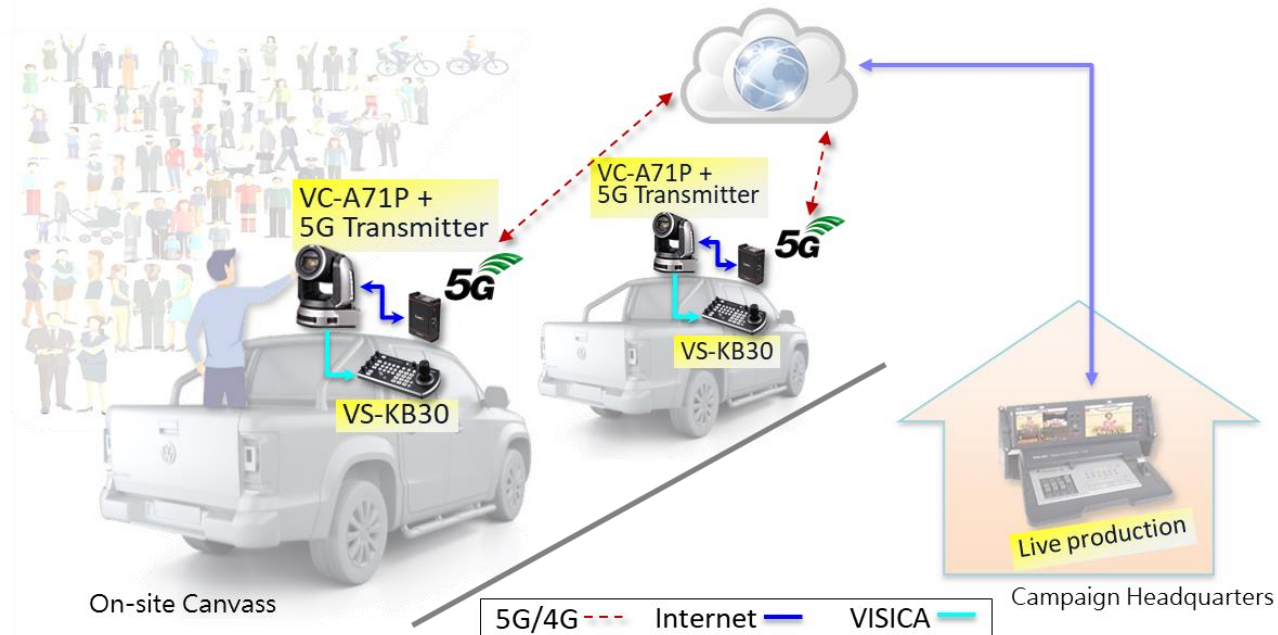 VC-A71P +
5G Transmitter
5G
VS-KB30
VC-A71P +
5G Transmitter
5G
VS-KB30
Live production
On-site Canvass
Campaign Headquarters
5G/4G Internet VISICA